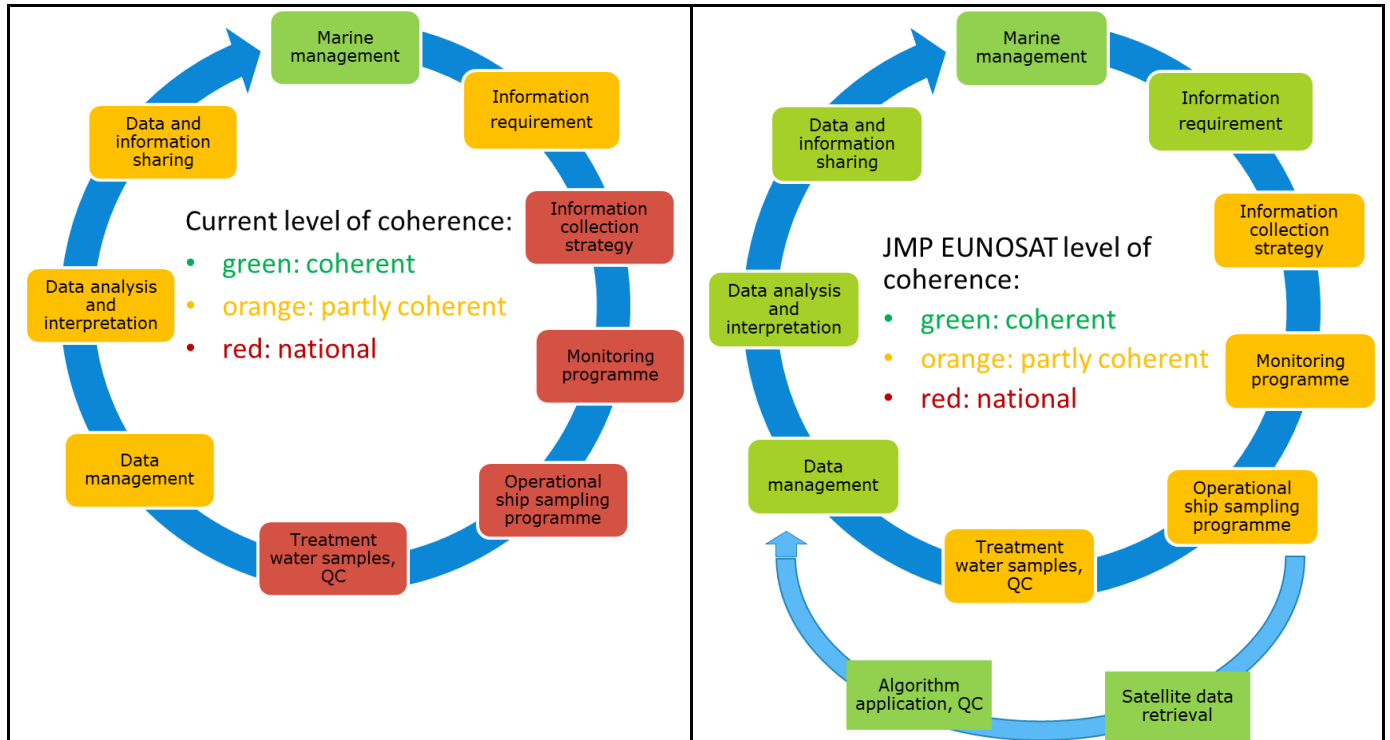 Marine
management
Information
requirement
Information
collection
strategy
Monitoring
programme
Operational
ship sampling
programme
Treatment
water samples,
QC
Data
management
Data analysis
and
interpretation
Data and
information
sharing
Current level of coherence:
• green: coherent
• orange: partly coherent
• red: national
Marine
management
Information
requirement
Information
collection
strategy
Monitoring
programme
Operational
ship sampling
programme
Treatment
water samples,
QC
Data
management
Data analysis
and
interpretation
Data and
information
sharing
JMP EUNOSAT level of
coherence:
• green: coherent
• orange: partly coherent
• red: national
Satellite data
retrieval
Algorithm
application, QC